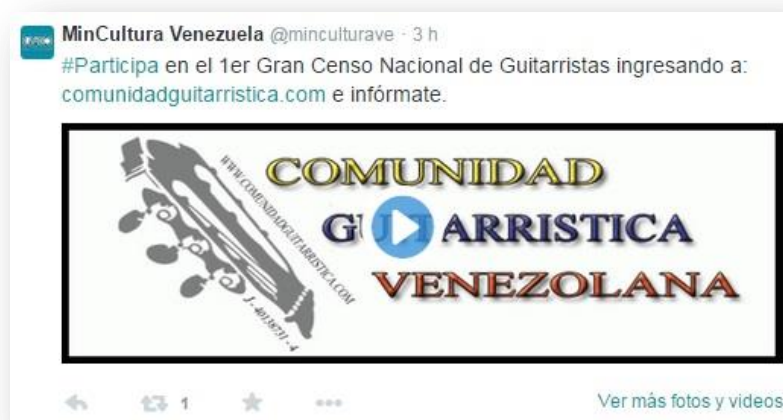 MinCultura Venezuela @minculturave · 3 h
#Participa en el 1er Gran Censo Nacional de Guitarristas ingresando a:
comunidadguitarristica.com e infórmate.
COMUNIDAD
GUITARRISTICA
VENEZOLANA
WWW.COMUNIDADGUITARRISTICA.COM
1
Ver más fotos y videos